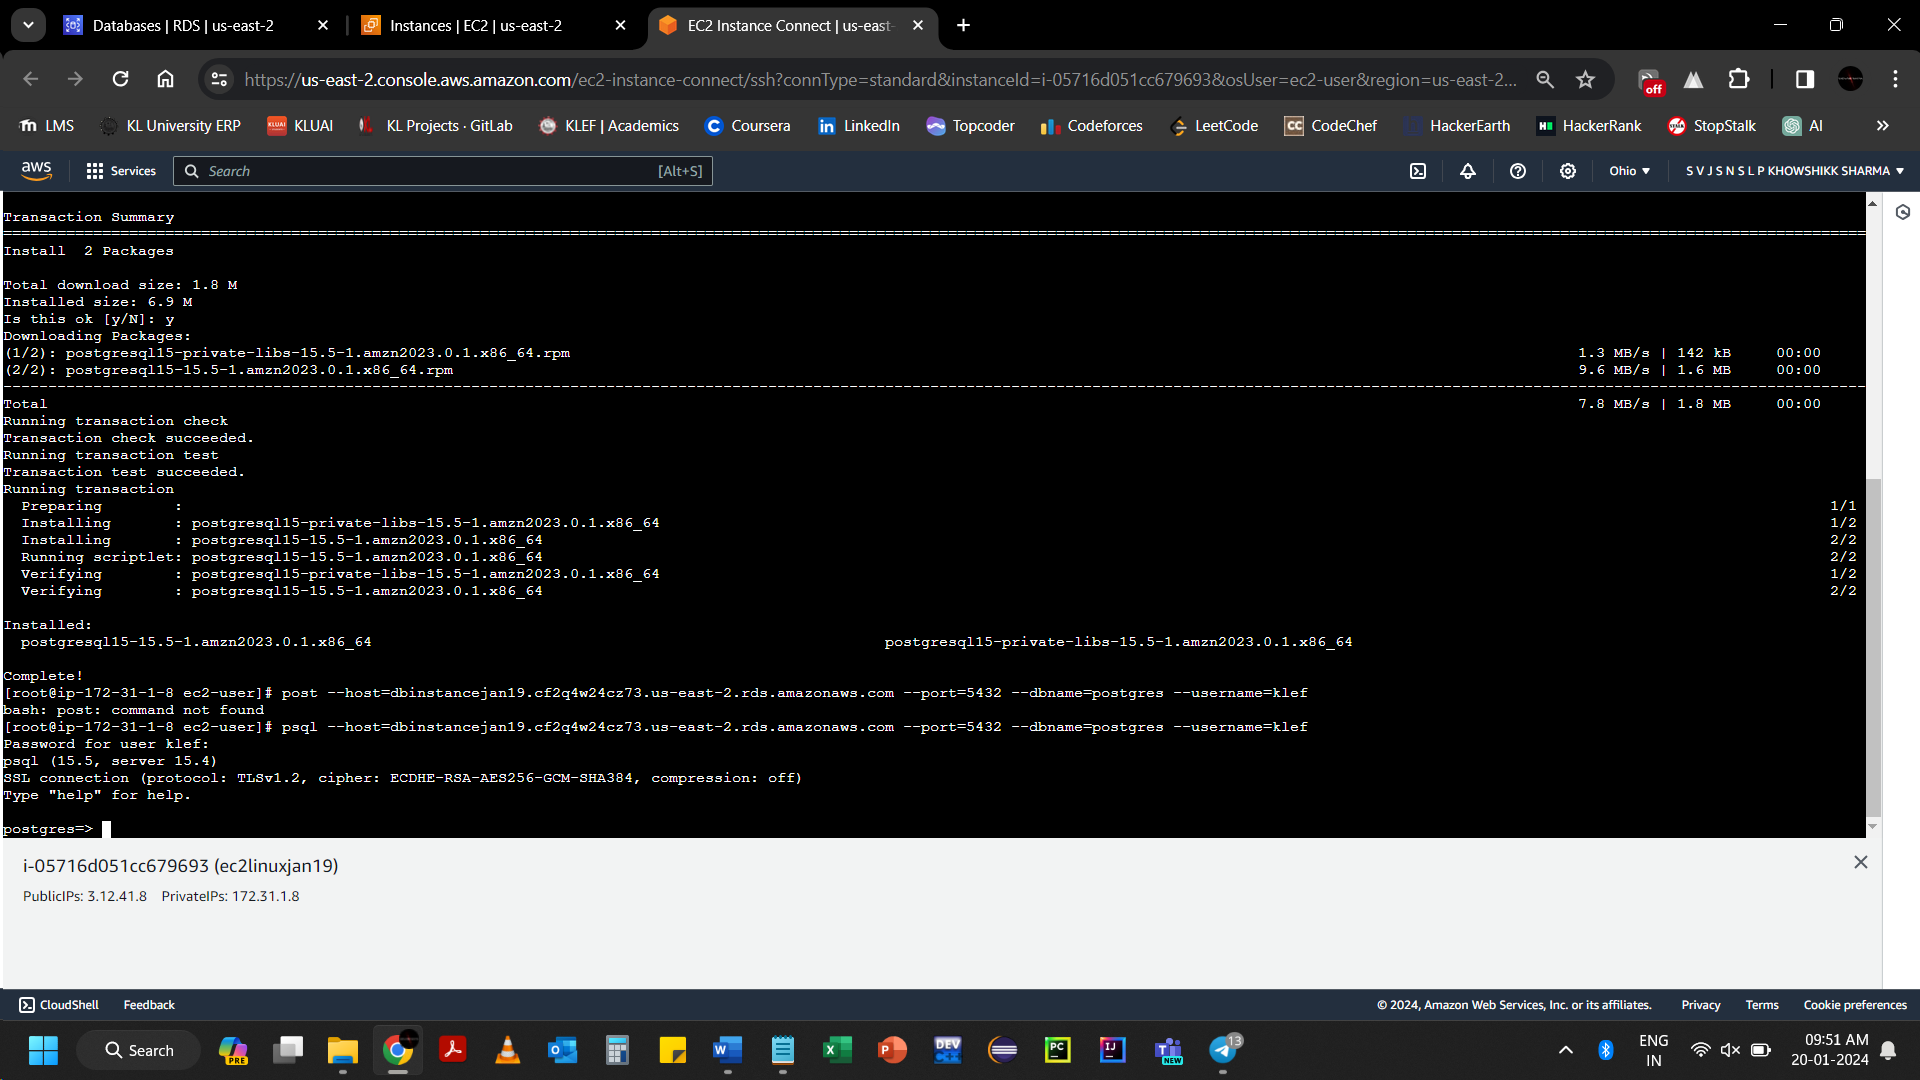 Databases | RDS | us-east-2
Instances | EC2 | us-east-2
EC2 Instance Connect | us-east-
https://us-east-2.console.aws.amazon.com/ec2-instance-connect/ssh?connType=standard&instanceId=i-05716d051cc679693&osUser=ec2-user&region=us-east-2...
off
LMS
KL University ERP
KLUAI
KLUAI
KL Projects · GitLab
KLEF | Academics
Coursera
LinkedIn
Topcoder
Codeforces
LeetCode
CC
CodeChef
HackerEarth
HackerRank
StopStalk
AI
aws
Services
Search
[Alt+S]
Ohio
S V J S N S L P KHOWSHIKK SHARMA
Transaction Summary
Install  2 Packages
Total download size: 1.8 M
Installed size: 6.9 M
Is this ok [y/N]: y
Downloading Packages:
(1/2): postgresql15-private-libs-15.5-1.amzn2023.0.1.x86_64.rpm 1.3 MB/s | 142 kB 00:00
(2/2): postgresql15-15.5-1.amzn2023.0.1.x86_64.rpm 9.6 MB/s | 1.6 MB 00:00
Total 7.8 MB/s | 1.8 MB 00:00
Running transaction check
Transaction check succeeded.
Running transaction test
Transaction test succeeded.
Running transaction
Preparing : 1/1
Installing : postgresql15-private-libs-15.5-1.amzn2023.0.1.x86_64 1/2
Installing : postgresql15-15.5-1.amzn2023.0.1.x86_64 2/2
Running scriptlet: postgresql15-15.5-1.amzn2023.0.1.x86_64 2/2
Verifying : postgresql15-private-libs-15.5-1.amzn2023.0.1.x86_64 1/2
Verifying : postgresql15-15.5-1.amzn2023.0.1.x86_64 2/2
Installed:
postgresql15-15.5-1.amzn2023.0.1.x86_64 postgresql15-private-libs-15.5-1.amzn2023.0.1.x86_64
Complete!
[root@ip-172-31-1-8 ec2-user]# post --host=dbinstancejan19.cf2q4w24cz73.us-east-2.rds.amazonaws.com --port=5432 --dbname=postgres --username=klef
bash: post: command not found
[root@ip-172-31-1-8 ec2-user]# psql --host=dbinstancejan19.cf2q4w24cz73.us-east-2.rds.amazonaws.com --port=5432 --dbname=postgres --username=klef
Password for user klef:
psql (15.5, server 15.4)
SSL connection (protocol: TLSv1.2, cipher: ECDHE-RSA-AES256-GCM-SHA384, compression: off)
Type "help" for help.
postgres=>
i-05716d051cc679693 (ec2linuxjan19)
PublicIPs: 3.12.41.8 PrivateIPs: 172.31.1.8
CloudShell
Feedback
© 2024, Amazon Web Services, Inc. or its affiliates.
Privacy
Terms
Cookie preferences
Search
PRE
DEV
PC
IJ
NEW
13
ENG
IN
09:51 AM
20-01-2024